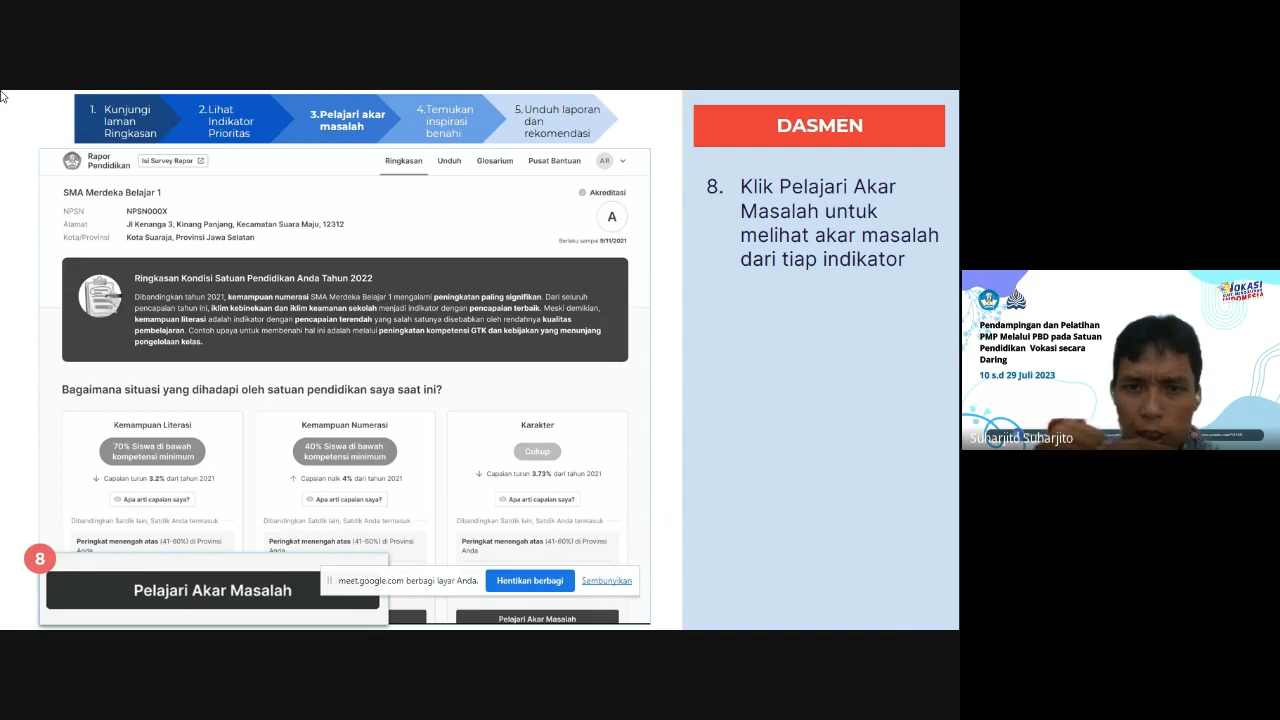 1. Kunjungi
laman
Ringkasan
2.Lihat
Indikator
Prioritas
3.Pelajari akar
masalah
4.Temukan
inspirasi
benahi
5.Unduh laporan
dan
rekomendasi
Rapor
Pendidikan
Isi Survey Rapor
Ringkasan
Unduh
Glosarium
Pusat Bantuan
AR
SMA Merdeka Belajar 1
NPSN NPSN000X
Alamat Jl Kenanga 3, Kinang Panjang, Kecamatan Suara Maju, 12312
Kota/Provinsi Kota Suaraja, Provinsi Jawa Selatan
Akreditasi
A
Berlaku sampai 9/11/2021
Ringkasan Kondisi Satuan Pendidikan Anda Tahun 2022
Dibandingkan tahun 2021, kemampuan numerasi SMA Merdeka Belajar 1 mengalami peningkatan paling signifikan. Dari seluruh
pencapaian tahun ini, iklim kebinekaan dan iklim keamanan sekolah menjadi indikator dengan pencapaian terbaik. Meski demikian,
kemampuan literasi adalah indikator dengan pencapaian terendah yang salah satunya disebabkan oleh rendahnya kualitas
pembelajaran. Contoh upaya untuk membenahi hal ini adalah melalui peningkatan kompetensi GTK dan kebijakan yang menunjang
pengelolaan kelas.
Bagaimana situasi yang dihadapi oleh satuan pendidikan saya saat ini?
Kemampuan Literasi
70% Siswa di bawah
kompetensi minimum
↓ Capaian turun 3.2% dari tahun 2021
Apa arti capaian saya?
Dibandingkan Satdik lain, Satdik Anda termasuk
Peringkat menengah atas (41-60%) di Provinsi
Anda
Kemampuan Numerasi
40% Siswa di bawah
kompetensi minimum
↑ Capaian naik 4% dari tahun 2021
Apa arti capaian saya?
Dibandingkan Satdik lain, Satdik Anda termasuk
Peringkat menengah atas (41-60%) di Provinsi
Anda
Karakter
Cukup
↓ Capaian turun 3.73% dari tahun 2021
Apa arti capaian saya?
Dibandingkan Satdik lain, Satdik Anda termasuk
Peringkat menengah atas (41-60%) di Provinsi
Anda
8
Pelajari Akar Masalah
meet.google.com berbagi layar Anda.
Hentikan berbagi
Sembunyikan
Pelajari Akar Masalah
DASMEN
8. Klik Pelajari Akar
Masalah untuk
melihat akar masalah
dari tiap indikator
Pendampingan dan Pelatihan
PMP Melalui PBD pada Satuan
Pendidikan Vokasi secara
Daring
10 s.d 29 Juli 2023
Suharjito Suharjito